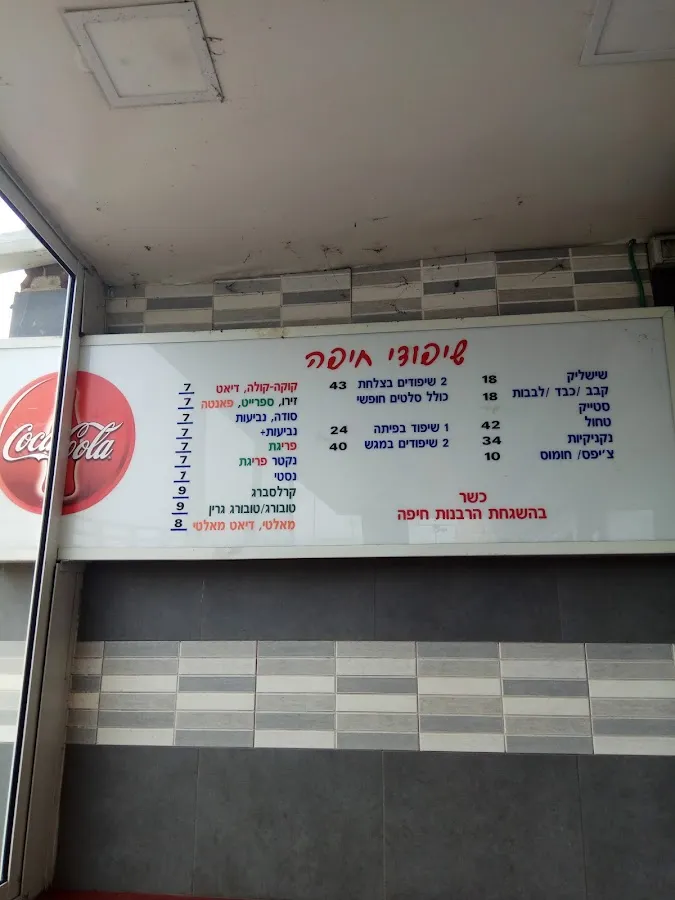 שיפודי חיפה
שישליק 18
קבב /כבד /לבבות 18
סטייק
טחול 42
נקניקיות 34
צ׳יפס/ חומוס 10
2 שיפודים בצלחת 43
כולל סלטים חופשי
1 שיפוד בפיתה 24
2 שיפודים במגש 40
קוקה-קולה, דיאט 7
זירו, ספרייט, פאנטה 7
סודה, נביעות 7
נביעות+ 7
פריגת 7
נקטר פריגת 7
נסטי 7
קרלסברג 9
טובורג/טובורג גרין 9
מאלטי, דיאט מאלטי 8
כשר
בהשגחת הרבנות חיפה
Coca-Cola